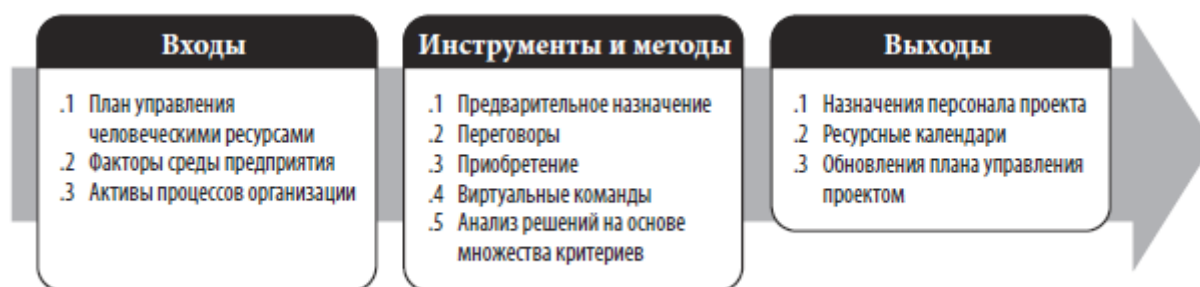 Входы
.1 План управления
человеческими ресурсами
.2 Факторы среды предприятия
.3 Активы процессов организации
Инструменты и методы
.1 Предварительное назначение
.2 Переговоры
.3 Приобретение
.4 Виртуальные команды
.5 Анализ решений на основе
множества критериев
Выходы
.1 Назначения персонала проекта
.2 Ресурсные календари
.3 Обновления плана управления
проектом